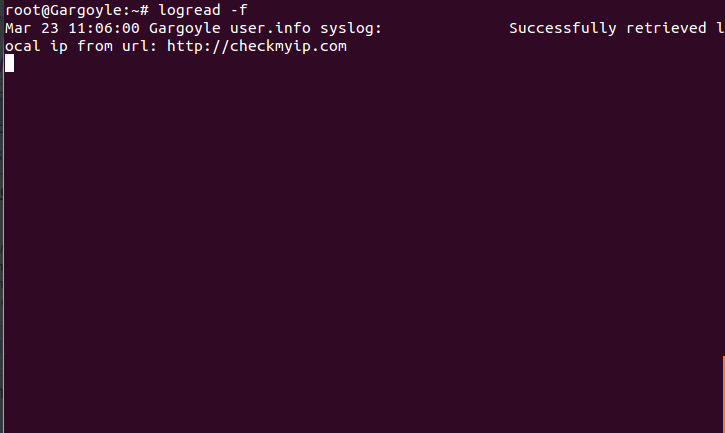 root@Gargoyle:~# logread -f
Mar 23 11:06:00 Gargoyle user.info syslog:              Successfully retrieved l
ocal ip from url: http://checkmyip.com